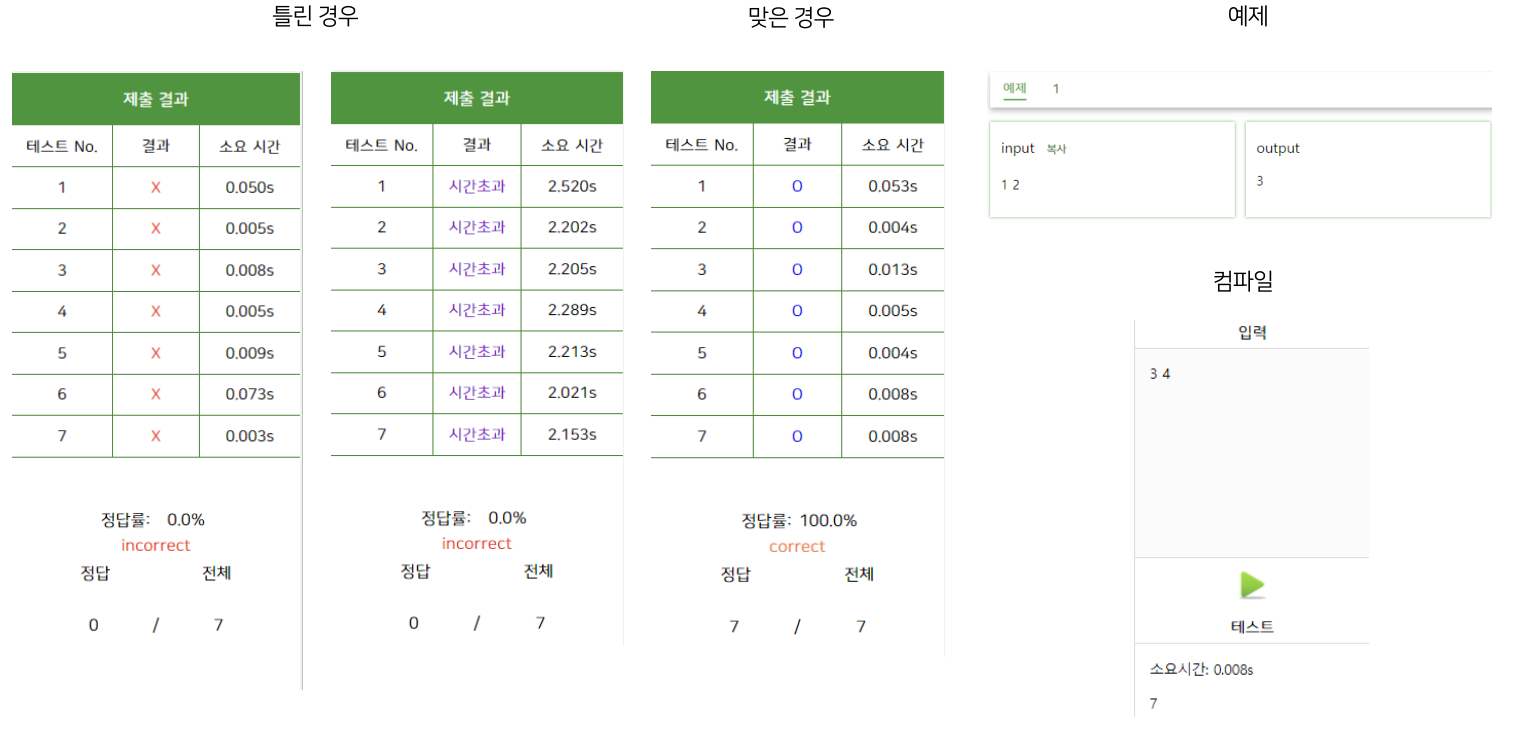 틀린 경우
제출 결과
테스트 No. 결과 소요 시간
1 X 0.050s
2 X 0.005s
3 X 0.008s
4 X 0.005s
5 X 0.009s
6 X 0.073s
7 X 0.003s
정답률: 0.0%
incorrect
정답 전체
0 / 7
제출 결과
테스트 No. 결과 소요 시간
1 시간초과 2.520s
2 시간초과 2.202s
3 시간초과 2.205s
4 시간초과 2.289s
5 시간초과 2.213s
6 시간초과 2.021s
7 시간초과 2.153s
정답률: 0.0%
incorrect
정답 전체
0 / 7
맞은 경우
제출 결과
테스트 No. 결과 소요 시간
1 O 0.053s
2 O 0.004s
3 O 0.013s
4 O 0.005s
5 O 0.004s
6 O 0.008s
7 O 0.008s
정답률: 100.0%
correct
정답 전체
7 / 7
예제
예제 1
input 복사
1 2
output
3
컴파일
입력
3 4
테스트
소요시간: 0.008s
7